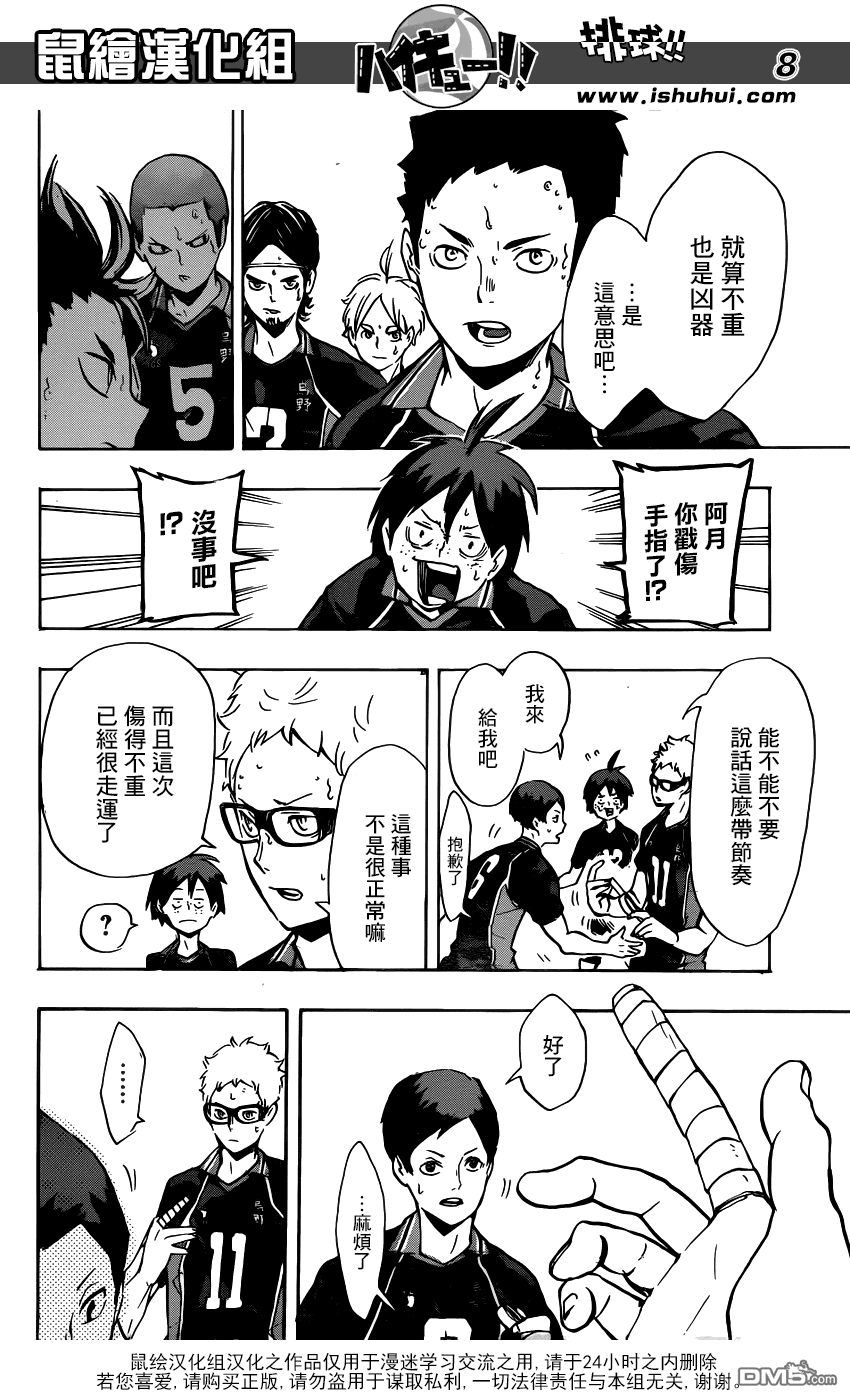 鼠繪漢化組
ハイキュー!!
排球!!
8
www.ishuhui.com
就算不重
也是凶器
…是
這意思吧…
烏野
5
烏野
阿月
你戳傷
手指了!?
沒事吧
!?
能不能不要
說話這麼帶節奏
我來
給我吧
抱歉了
6
11
這種事
不是很正常嘛
而且這次
傷得不重
已經很走運了
?
好了
…麻煩了
……
11
鼠绘汉化组汉化之作品仅用于漫迷学习交流之用, 请于24小时之内删除
若您喜爱, 请购买正版, 请勿盗用于谋取私利, 一切法律责任与本组无关, 谢谢。
DM5.com